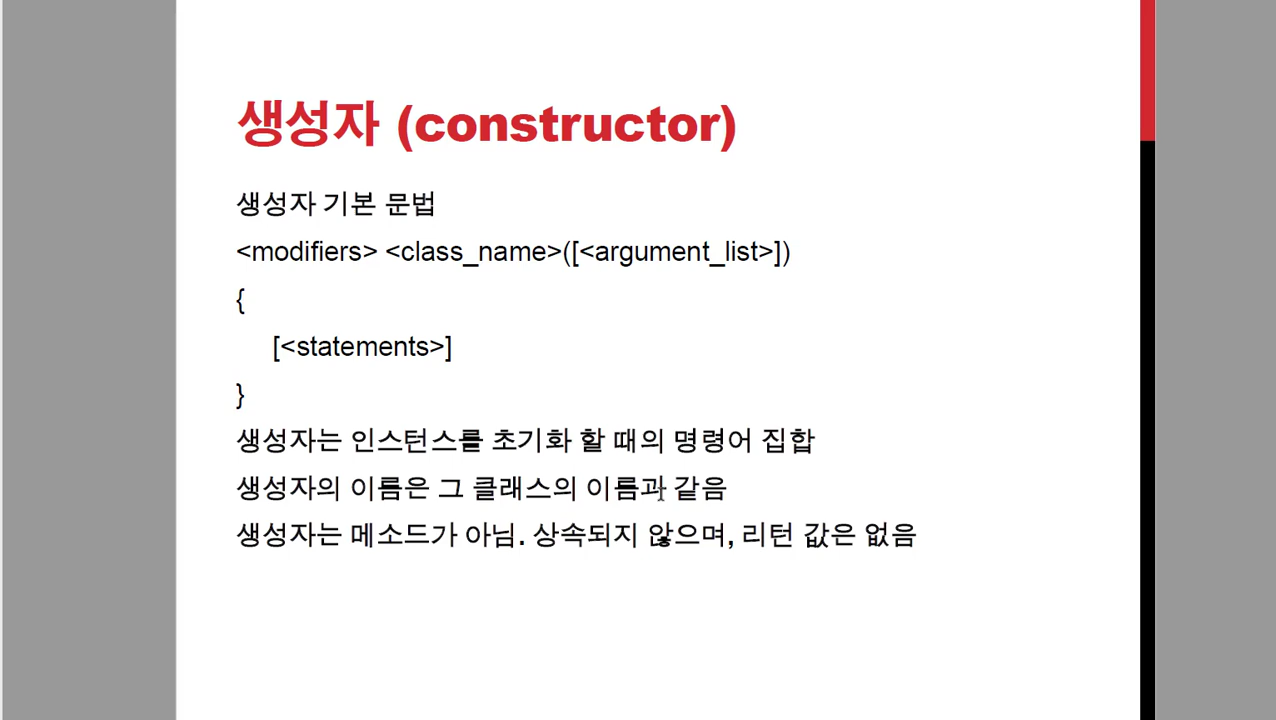 생성자 (constructor)
생성자 기본 문법
<modifiers> <class_name>([<argument_list>])
{
[<statements>]
}
생성자는 인스턴스를 초기화 할 때의 명령어 집합
생성자의 이름은 그 클래스의 이름과 같음
생성자는 메소드가 아님. 상속되지 않으며, 리턴 값은 없음